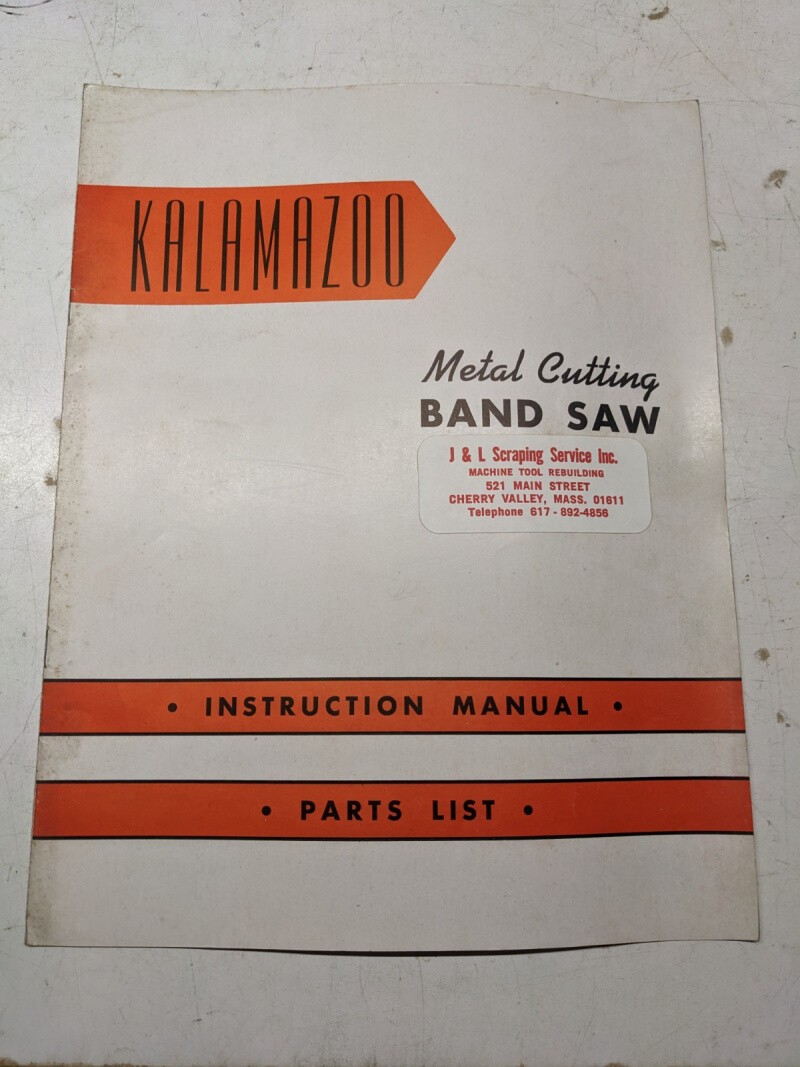 KALAMAZOO
Metal Cutting
BAND SAW
J & L Scraping Service Inc.
MACHINE TOOL REBUILDING
521 MAIN STREET
CHERRY VALLEY, MASS. 01611
Telephone 617 - 892-4856
• INSTRUCTION MANUAL •
• PARTS LIST •